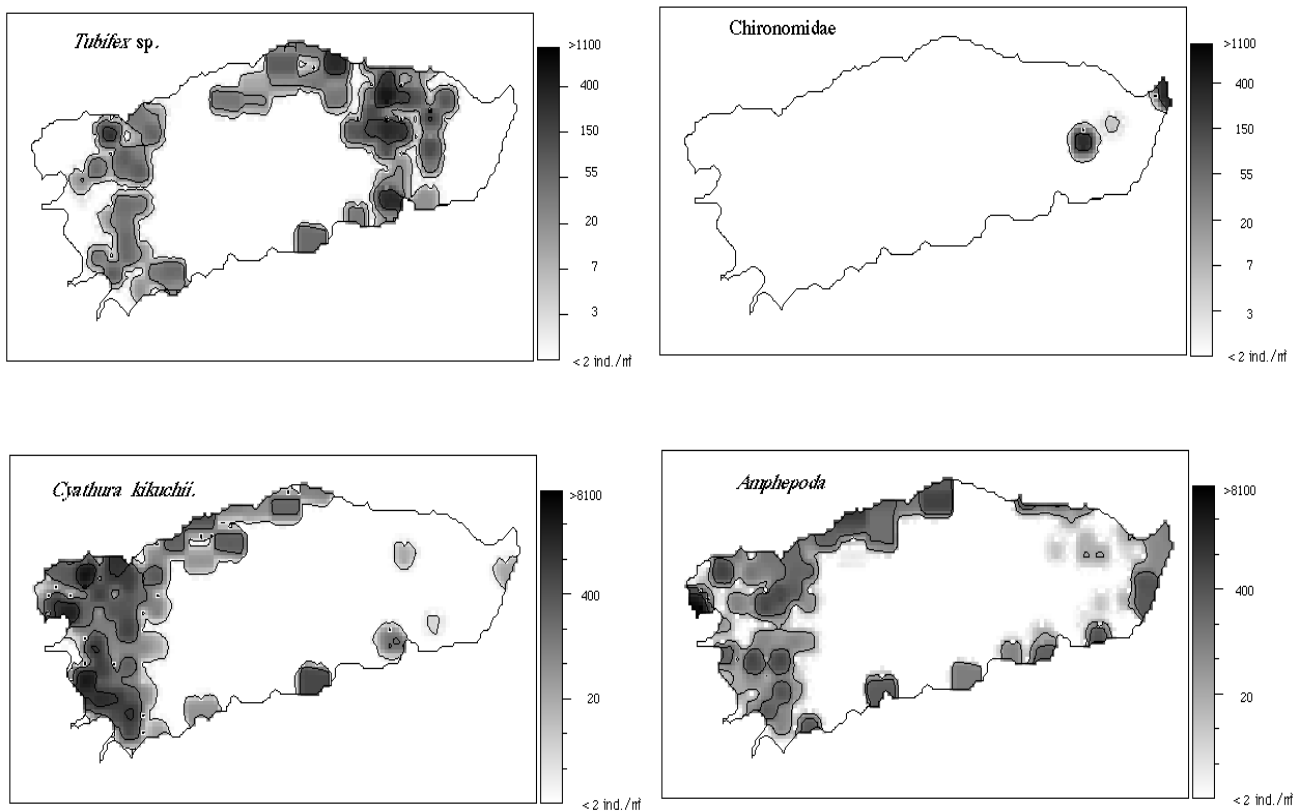 Tubifex sp.
>1100
400
150
55
20
7
3
< 2 ind./㎡
Chironomidae
>1100
400
150
55
20
7
3
< 2 ind./㎡
Cyathura kikuchii.
>8100
400
20
< 2 ind./㎡
Amphepoda
>8100
400
20
< 2 ind./㎡